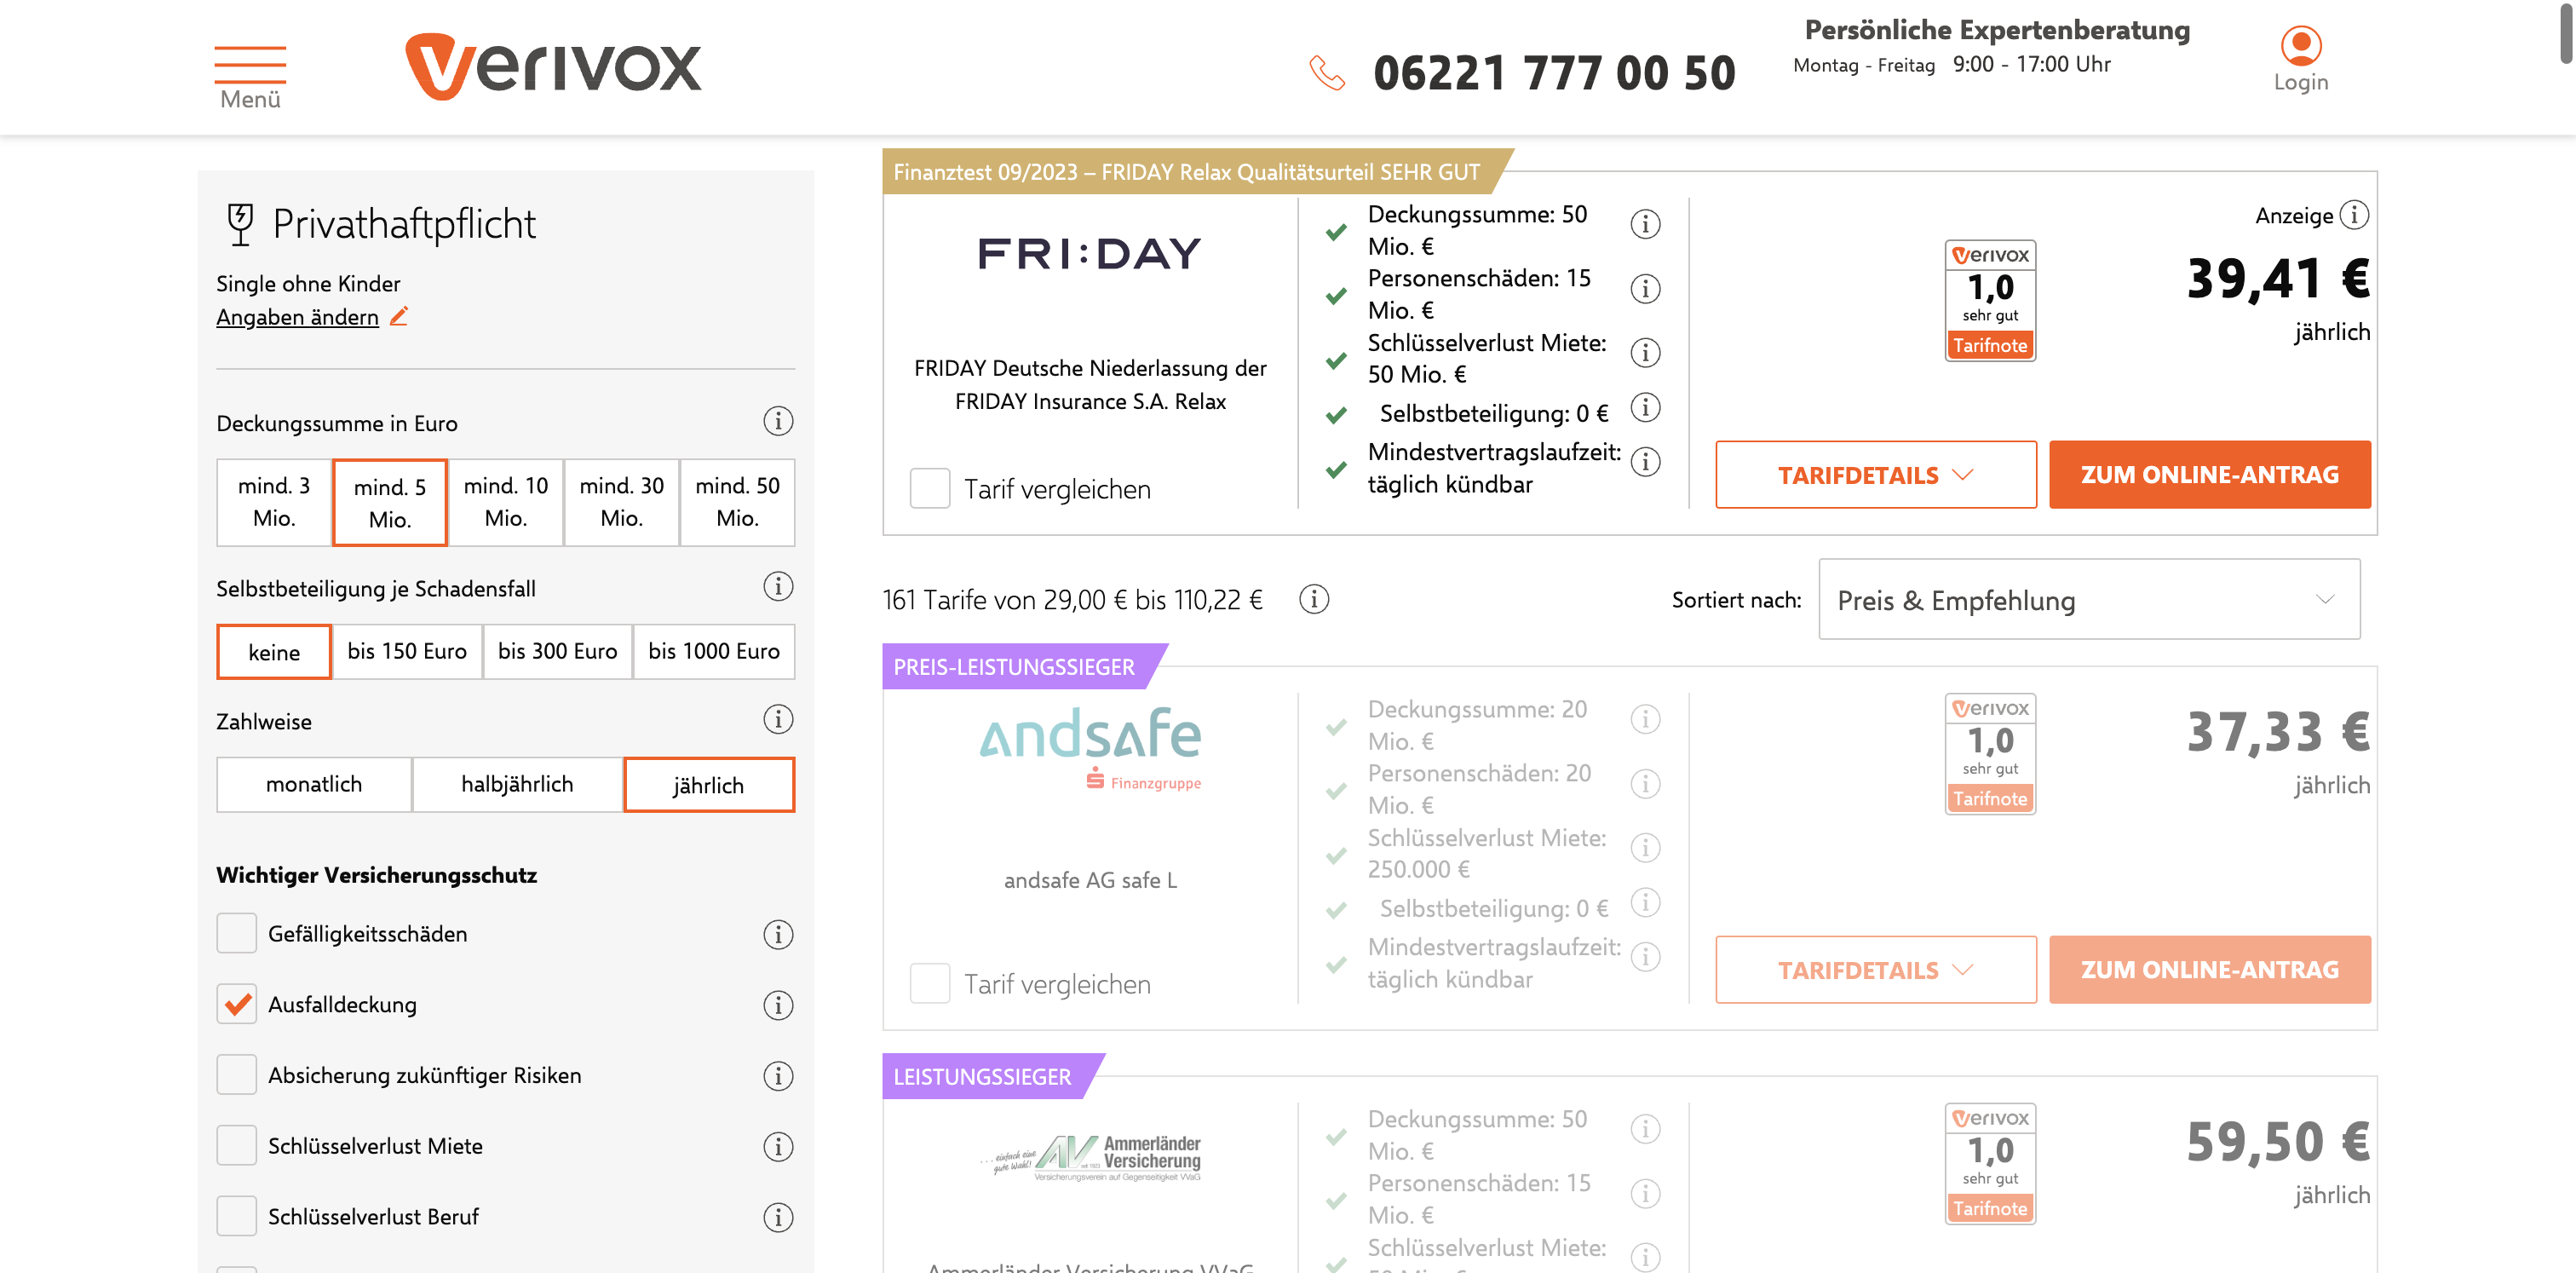 Menü
verivox
06221 777 00 50
Persönliche Expertenberatung
Montag - Freitag 9:00 - 17:00 Uhr
Login
Privathaftpflicht
Single ohne Kinder
Angaben ändern
Deckungssumme in Euro
mind. 3 Mio.
mind. 5 Mio.
mind. 10 Mio.
mind. 30 Mio.
mind. 50 Mio.
Selbstbeteiligung je Schadensfall
keine
bis 150 Euro
bis 300 Euro
bis 1000 Euro
Zahlweise
monatlich
halbjährlich
jährlich
Wichtiger Versicherungsschutz
Gefälligkeitsschäden
Ausfalldeckung
Absicherung zukünftiger Risiken
Schlüsselverlust Miete
Schlüsselverlust Beruf
Finanztest 09/2023 – FRIDAY Relax Qualitätsurteil SEHR GUT
FRI:DAY
FRIDAY Deutsche Niederlassung der
FRIDAY Insurance S.A. Relax
Tarif vergleichen
Deckungssumme: 50
Mio. €
Personenschäden: 15
Mio. €
Schlüsselverlust Miete:
50 Mio. €
Selbstbeteiligung: 0 €
Mindestvertragslaufzeit:
täglich kündbar
Anzeige
verivox
1,0
sehr gut
Tarifnote
39,41 €
jährlich
TARIFDETAILS
ZUM ONLINE-ANTRAG
161 Tarife von 29,00 € bis 110,22 €
Sortiert nach:
Preis & Empfehlung
PREIS-LEISTUNGSSIEGER
andsafe
Finanzgruppe
andsafe AG safe L
Tarif vergleichen
Deckungssumme: 20
Mio. €
Personenschäden: 20
Mio. €
Schlüsselverlust Miete:
250.000 €
Selbstbeteiligung: 0 €
Mindestvertragslaufzeit:
täglich kündbar
verivox
1,0
sehr gut
Tarifnote
37,33 €
jährlich
TARIFDETAILS
ZUM ONLINE-ANTRAG
LEISTUNGSSIEGER
...einfach eine
gute Wahl!
AV
seit 1923
Ammerländer
Versicherung
Versicherungsverein auf Gegenseitigkeit VVaG
Ammerländer Versicherung VVaG
Deckungssumme: 50
Mio. €
Personenschäden: 15
Mio. €
Schlüsselverlust Miete:
verivox
1,0
sehr gut
Tarifnote
59,50 €
jährlich